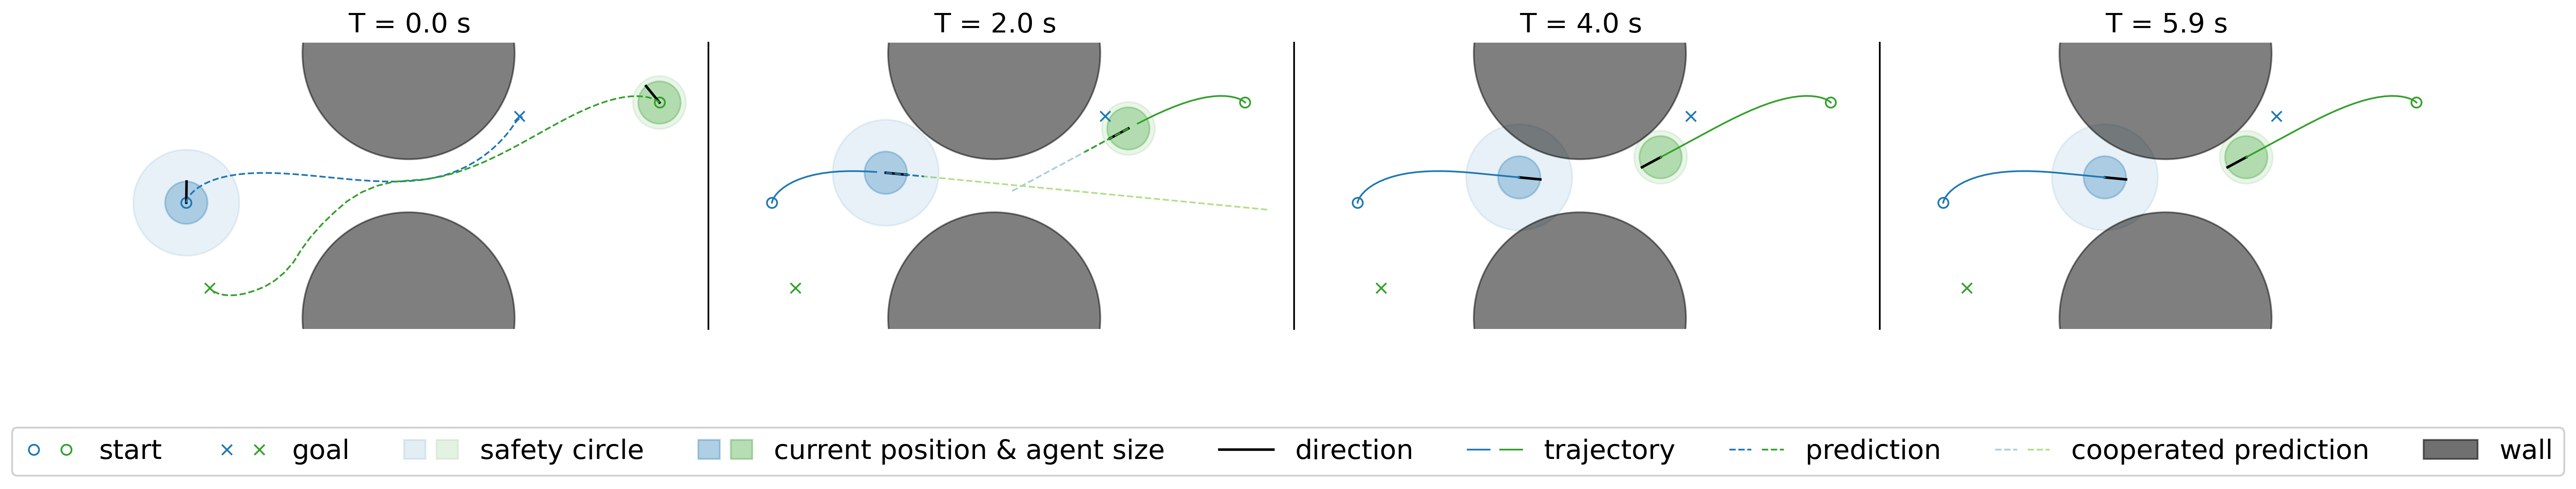 T = 0.0 s
T = 2.0 s
T = 4.0 s
T = 5.9 s
start goal safety circle current position & agent size direction trajectory prediction cooperated prediction wall